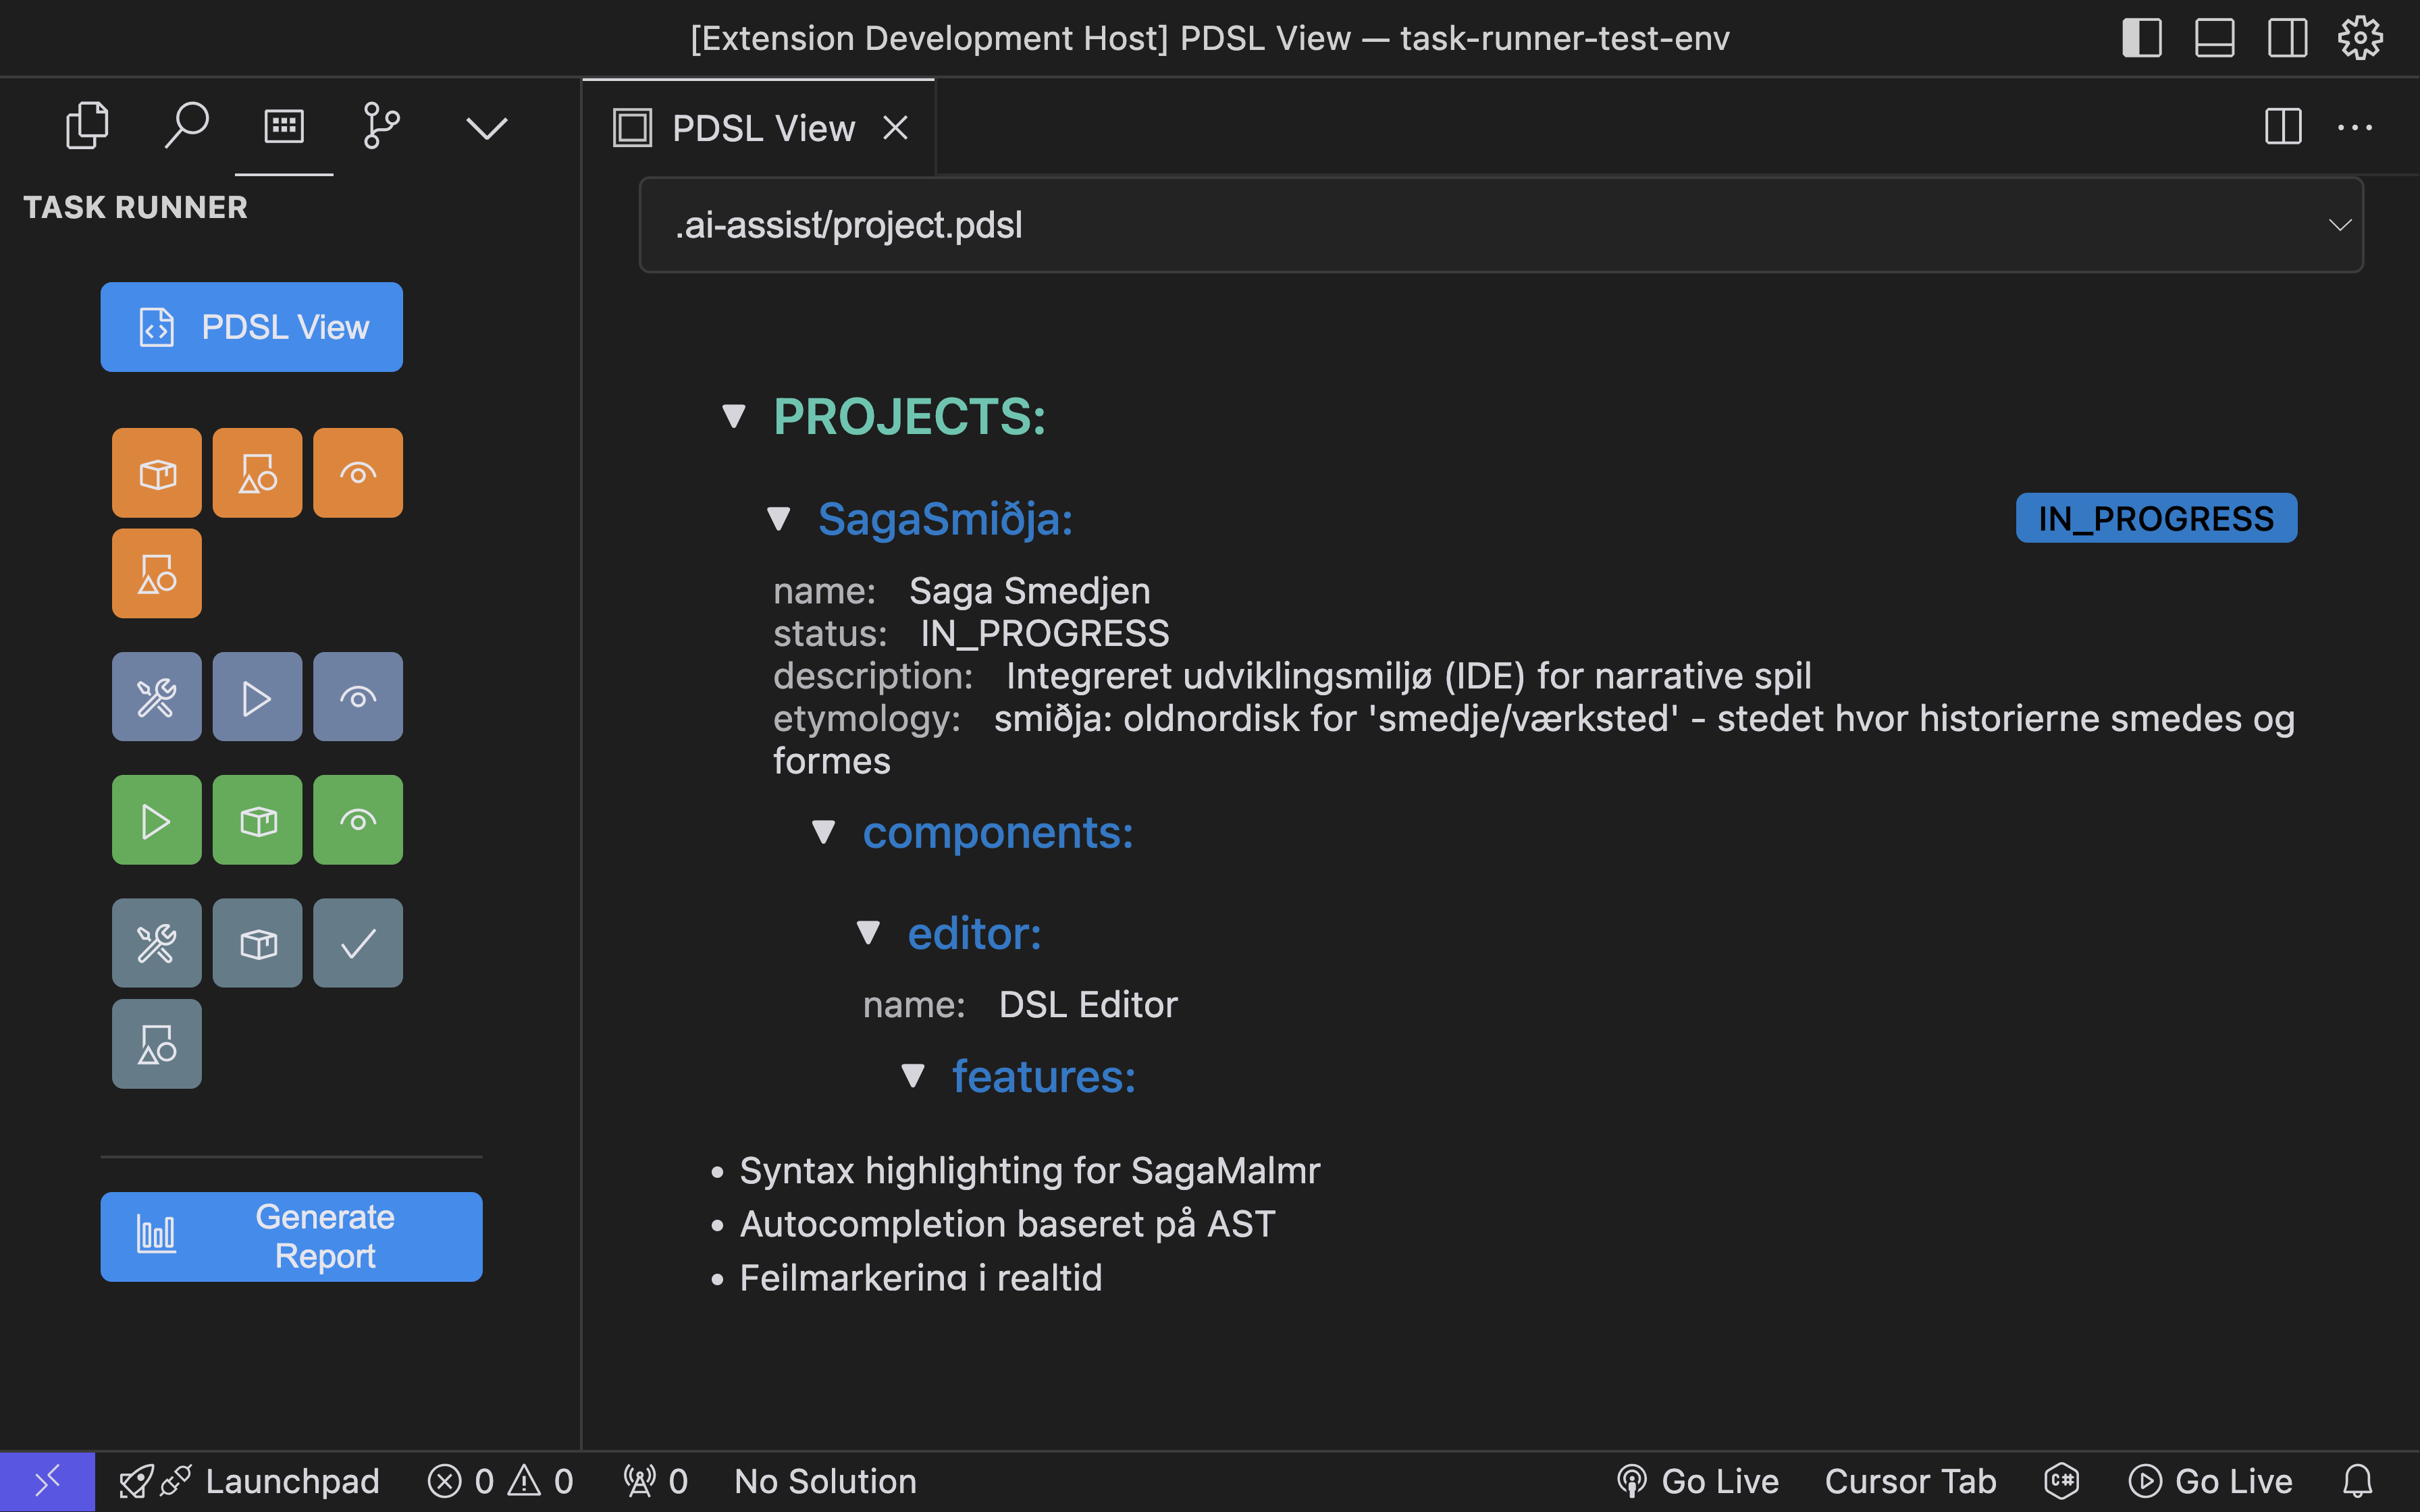 [Extension Development Host] PDSL View — task-runner-test-env
TASK RUNNER
PDSL View
Generate
Report
PDSL View
.ai-assist/project.pdsl
PROJECTS:
SagaSmiðja:
IN_PROGRESS
name: Saga Smedjen
status: IN_PROGRESS
description: Integreret udviklingsmiljø (IDE) for narrative spil
etymology: smiðja: oldnordisk for 'smedje/værksted' - stedet hvor historierne smedes og
formes
components:
editor:
name: DSL Editor
features:
• Syntax highlighting for SagaMalmr
• Autocompletion baseret på AST
• Fejlmarkering i realtid
Launchpad 0 0 0 No Solution Go Live Cursor Tab C# Go Live